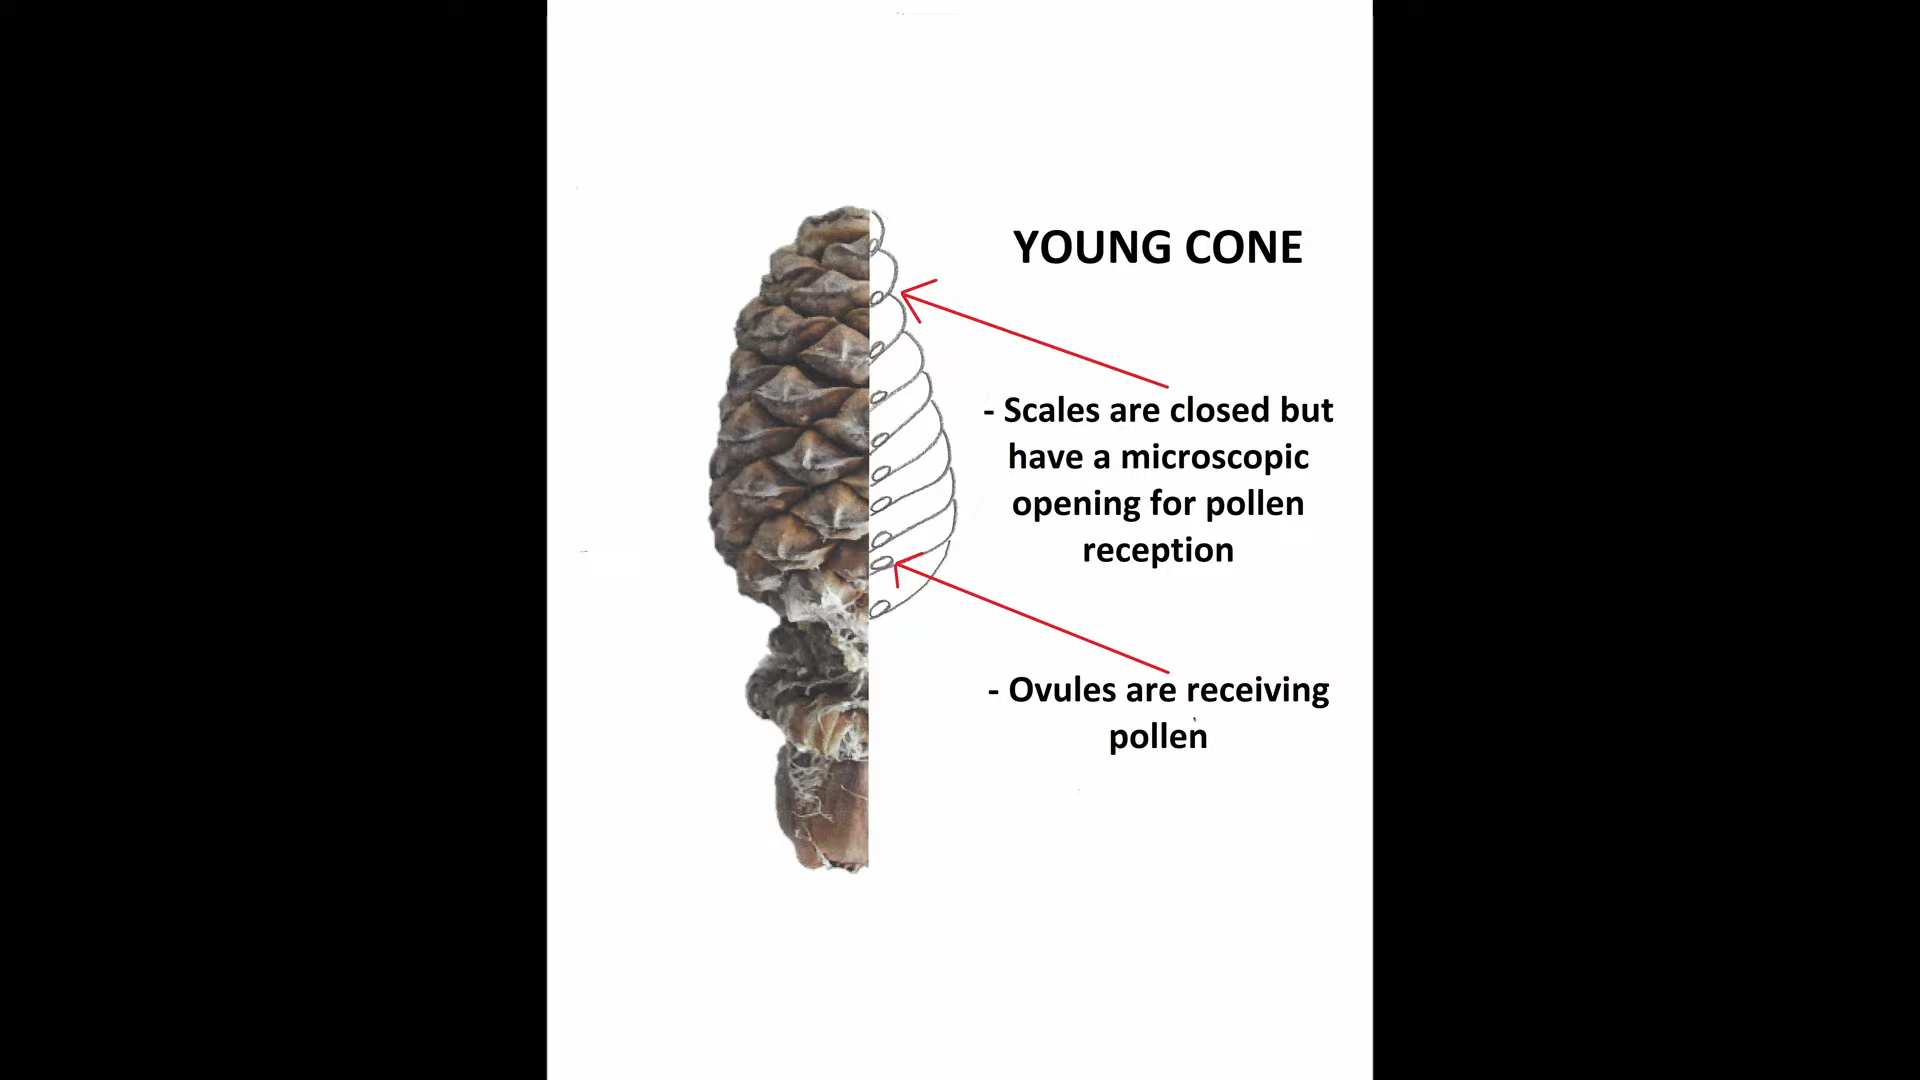 YOUNG CONE
- Scales are closed but
have a microscopic
opening for pollen
reception
- Ovules are receiving
pollen